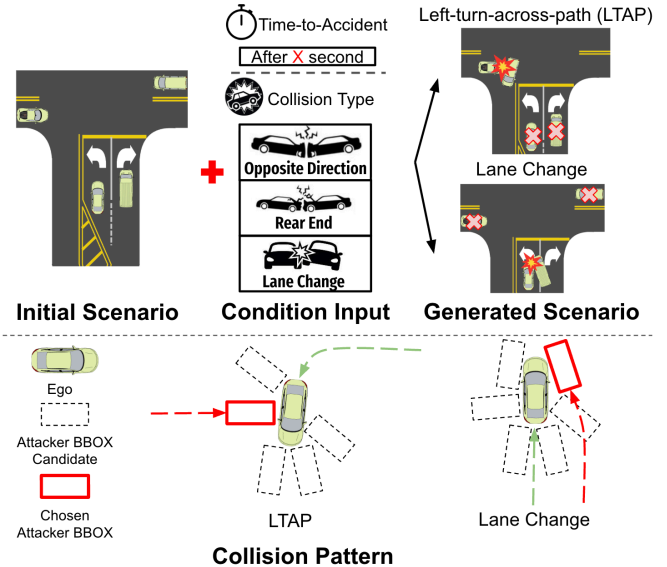 Time-to-Accident
After X second
Collision Type
Opposite Direction
Rear End
Lane Change
Left-turn-across-path (LTAP)
Lane Change
Initial Scenario
Condition Input
Generated Scenario
Ego
Attacker BBOX
Candidate
Chosen
Attacker BBOX
LTAP
Lane Change
Collision Pattern